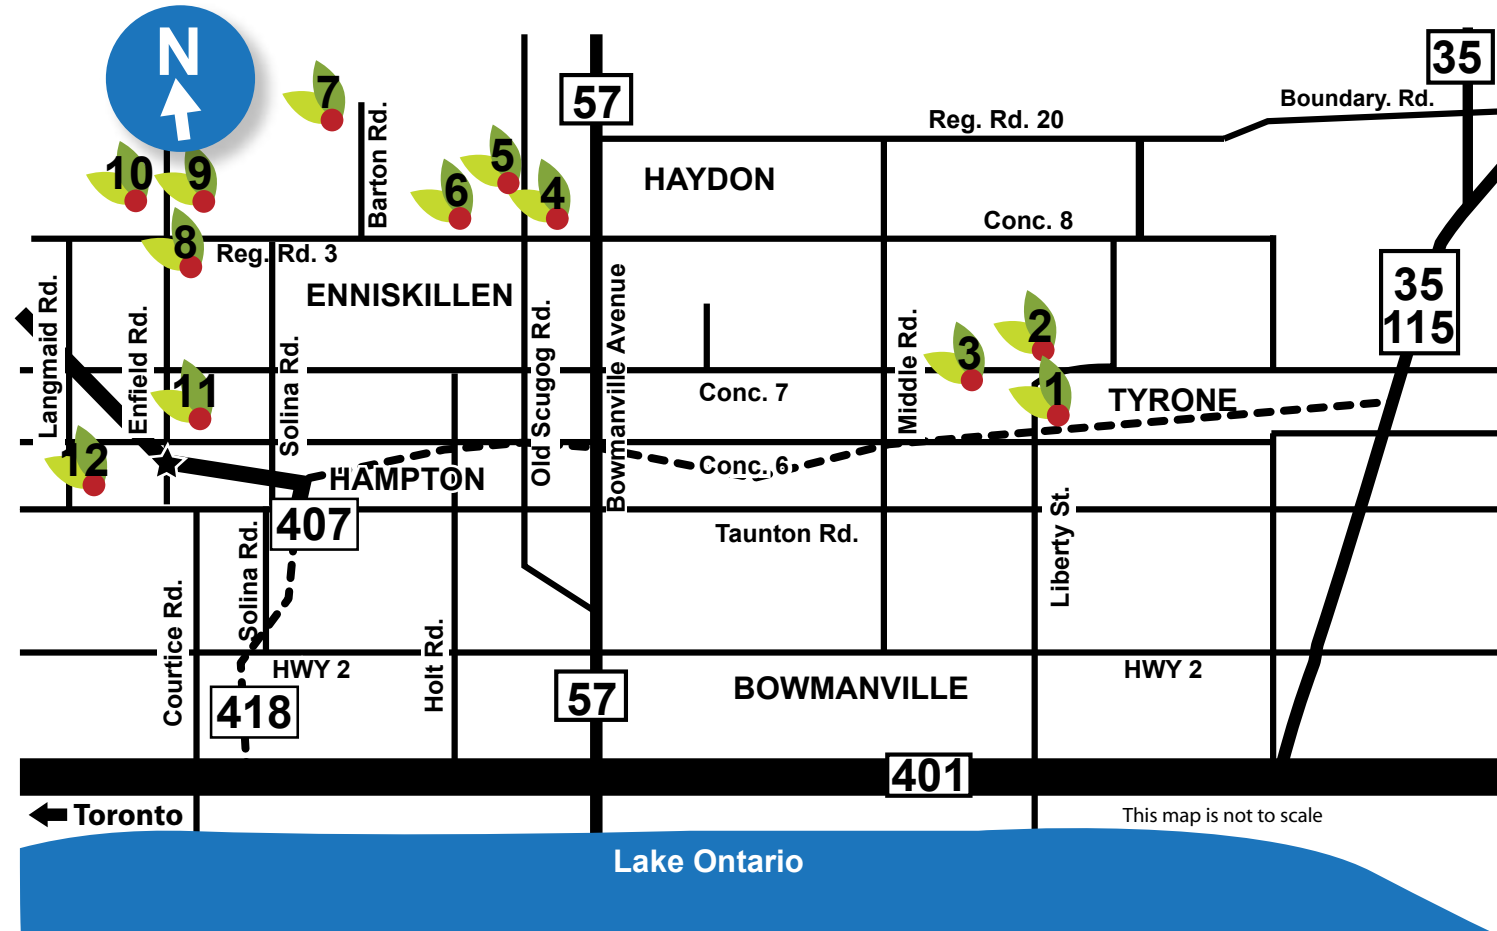 N
35
7
57
Boundary. Rd.
Reg. Rd. 20
Barton Rd.
5
10
9
6
4
HAYDON
Conc. 8
8
Reg. Rd. 3
35
115
ENNISKILLEN
Langmaid Rd.
Enfield Rd.
Solina Rd.
Old Scugog Rd.
Bowmanville Avenue
Middle Rd.
2
3
11
Conc. 7
1
TYRONE
12
HAMPTON
Conc. 6
407
Taunton Rd.
Liberty St.
Solina Rd.
Courtice Rd.
Holt Rd.
HWY 2
HWY 2
418
57
BOWMANVILLE
401
Toronto
This map is not to scale
Lake Ontario